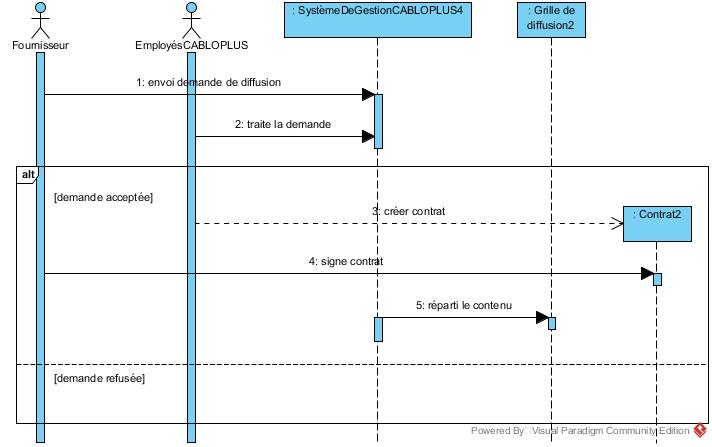 : SystèmeDeGestionCABLOPLUS4
: Grille de
diffusion2
Fournisseur
EmployésCABLOPLUS
1: envoi demande de diffusion
2: traite la demande
alt
[demande acceptée]
3: créer contrat
: Contrat2
4: signe contrat
5: réparti le contenu
[demande refusée]
Powered By Visual Paradigm Community Edition